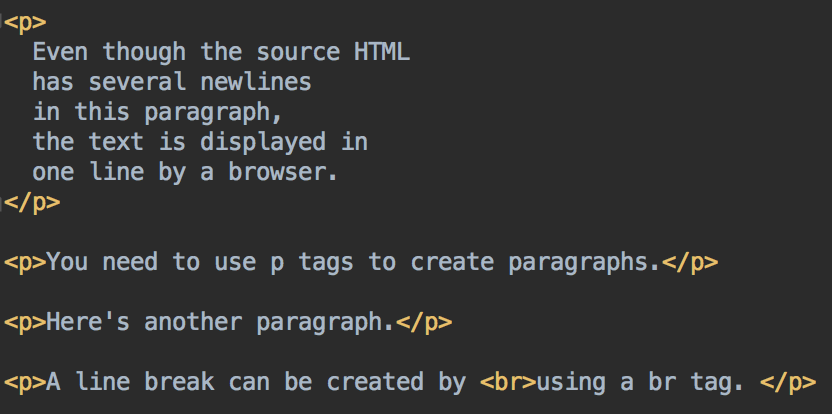 <p>
Even though the source HTML
has several newlines
in this paragraph,
the text is displayed in
one line by a browser.
</p>
<p>You need to use p tags to create paragraphs.</p>
<p>Here's another paragraph.</p>
<p>A line break can be created by <br>using a br tag. </p>